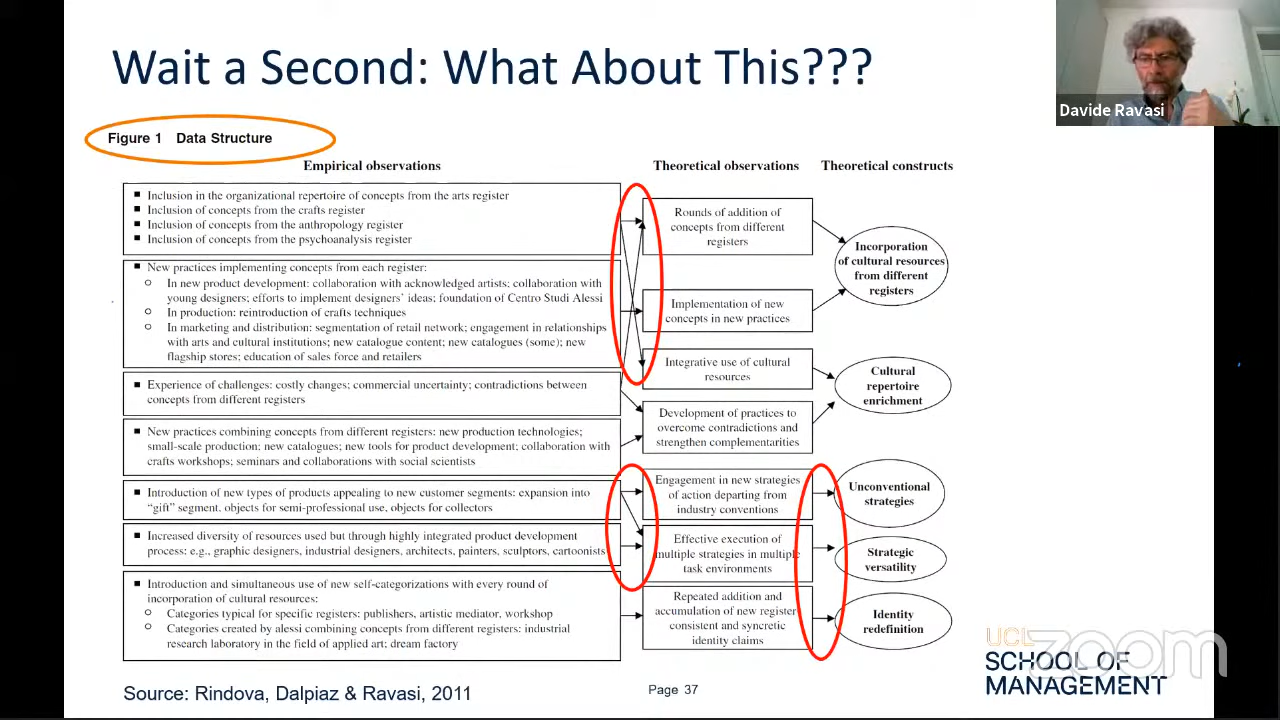 Wait a Second: What About This???
Davide Ravasi
Figure 1 Data Structure
Empirical observations
Theoretical observations
Theoretical constructs
Inclusion in the organizational repertoire of concepts from the arts register
Inclusion of concepts from the crafts register
Inclusion of concepts from the anthropology register
Inclusion of concepts from the psychoanalysis register
New practices implementing concepts from each register:
In new product development: collaboration with acknowledged artists; collaboration with
young designers; efforts to implement designers' ideas; foundation of Centro Studi Alessi
In production: reintroduction of crafts techniques
In marketing and distribution: segmentation of retail network; engagement in relationships
with arts and cultural institutions; new catalogue content; new catalogues (some); new
flagship stores; education of sales force and retailers
Experience of challenges: costly changes; commercial uncertainty; contradictions between
concepts from different registers
New practices combining concepts from different registers: new production technologies;
small-scale production; new catalogues; new tools for product development; collaboration with
crafts workshops; seminars and collaborations with social scientists
Introduction of new types of products appealing to new customer segments: expansion into
"gift" segment, objects for semi-professional use, objects for collectors
Increased diversity of resources used but through highly integrated product development
process: e.g., graphic designers, industrial designers, architects, painters, sculptors, cartoonists
Introduction and simultaneous use of new self-categorizations with every round of
incorporation of cultural resources:
Categories typical for specific registers: publishers, artistic mediator, workshop
Categories created by alessi combining concepts from different registers: industrial
research laboratory in the field of applied art; dream factory
Rounds of addition of
concepts from different
registers
Implementation of new
concepts in new practices
Integrative use of cultural
resources
Development of practices to
overcome contradictions and
strengthen complementarities
Engagement in new strategies
of action departing from
industry conventions
Effective execution of
multiple strategies in multiple
task environments
Repeated addition and
accumulation of new register
consistent and syncretic
identity claims
Incorporation
of cultural resources
from different
registers
Cultural
repertoire
enrichment
Unconventional
strategies
Strategic
versatility
Identity
redefinition
Source: Rindova, Dalpiaz & Ravasi, 2011
Page 37
UCL
SCHOOL OF
MANAGEMENT
zoom